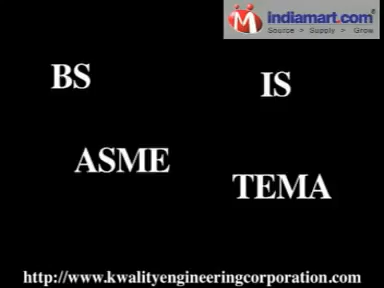 indiamart.com
Source > Supply > Grow
BS
IS
ASME
TEMA
http://www.kwalityengineeringcorporation.com